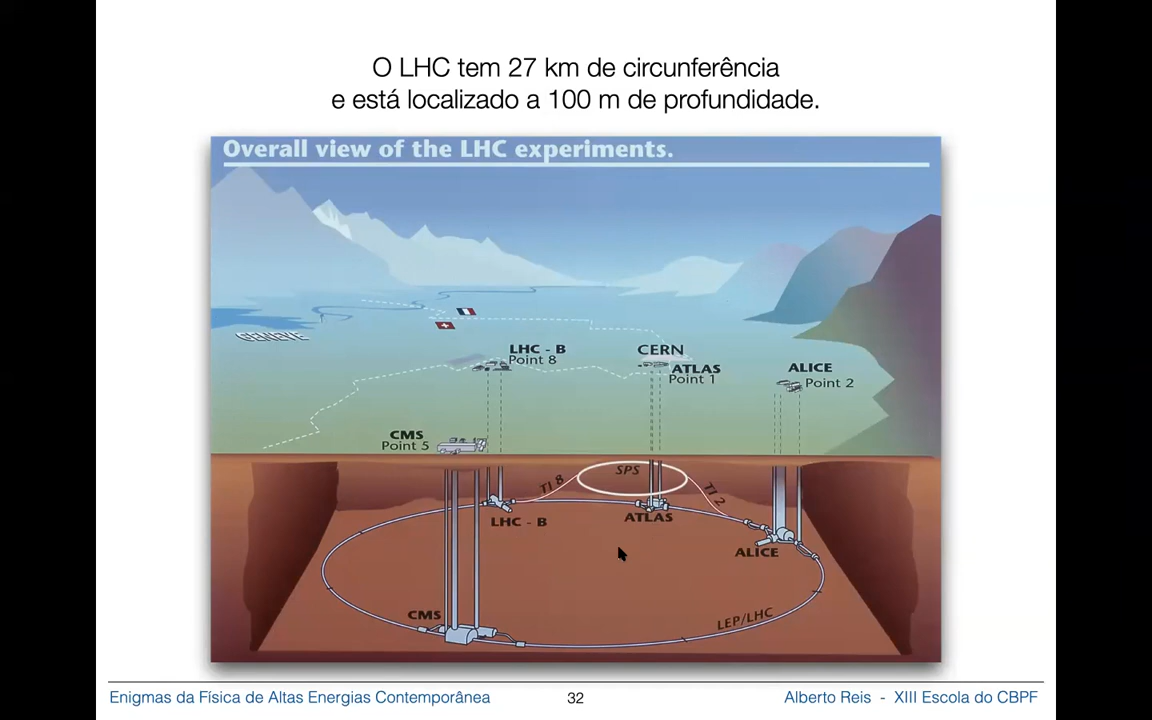 O LHC tem 27 km de circunferência
e está localizado a 100 m de profundidade.
Overall view of the LHC experiments.
GENEVE
LHC - B
Point 8
CERN
ATLAS
Point 1
ALICE
Point 2
CMS
Point 5
SPS
TI 8
TI 2
LHC - B
ATLAS
ALICE
CMS
LEP/LHC
Enigmas da Física de Altas Energias Contemporânea
32
Alberto Reis - XIII Escola do CBPF